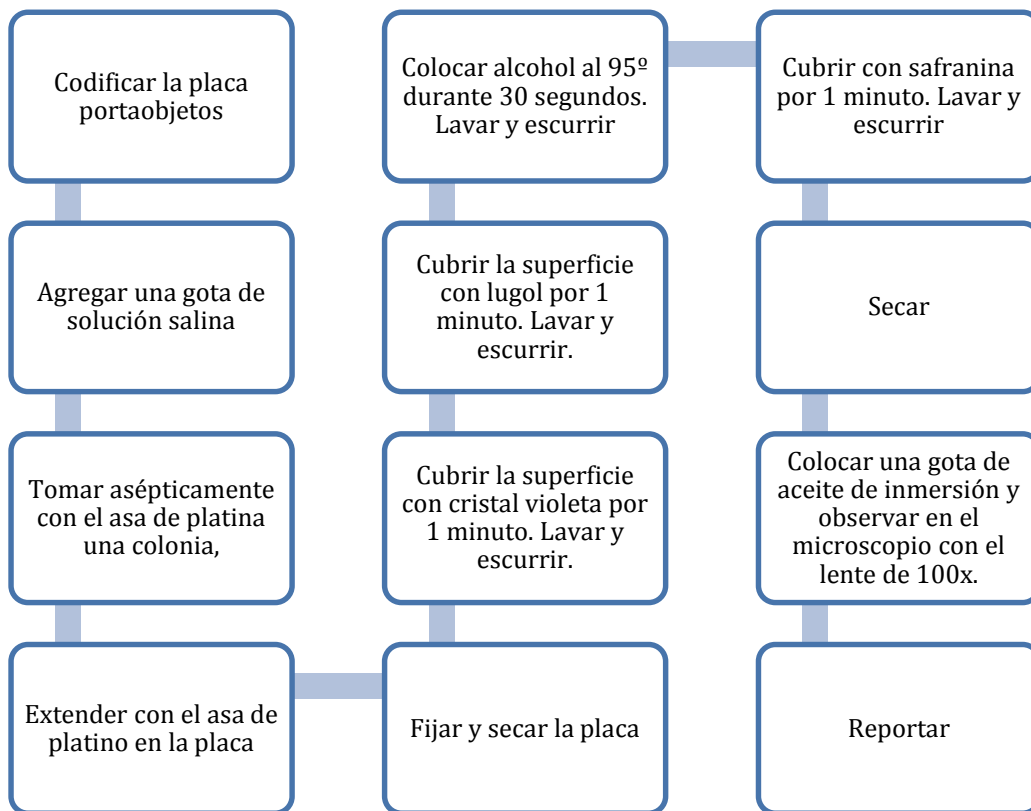 Codificar la placa
portaobjetos
Agregar una gota de
solución salina
Tomar asépticamente
con el asa de platina
una colonia,
Extender con el asa de
platino en la placa
Fijar y secar la placa
Cubrir la superficie
con cristal violeta por
1 minuto. Lavar y
escurrir.
Cubrir la superficie
con lugol por 1
minuto. Lavar y
escurrir.
Colocar alcohol al 95º
durante 30 segundos.
Lavar y escurrir
Cubrir con safranina
por 1 minuto. Lavar y
escurrir
Secar
Colocar una gota de
aceite de inmersión y
observar en el
microscopio con el
lente de 100x.
Reportar